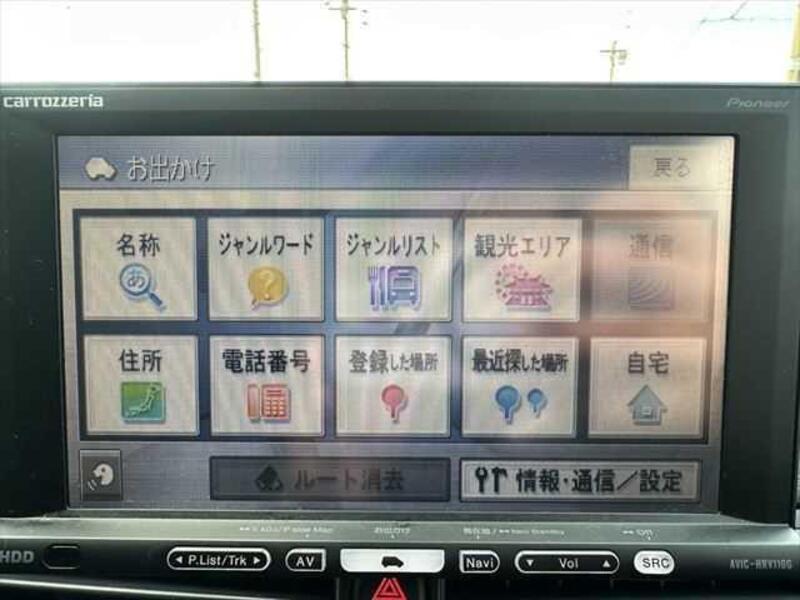 carrozzeria Pioneer
お出かけ 戻る
名称 ジャンルワード ジャンルリスト 観光エリア 通信
あ ?
住所 電話番号 登録した場所 最近探した場所 自宅
ルート消去 情報・通信／設定
HDD P.List/Trk AV Navi Vol SRC AVIC-HRV110G